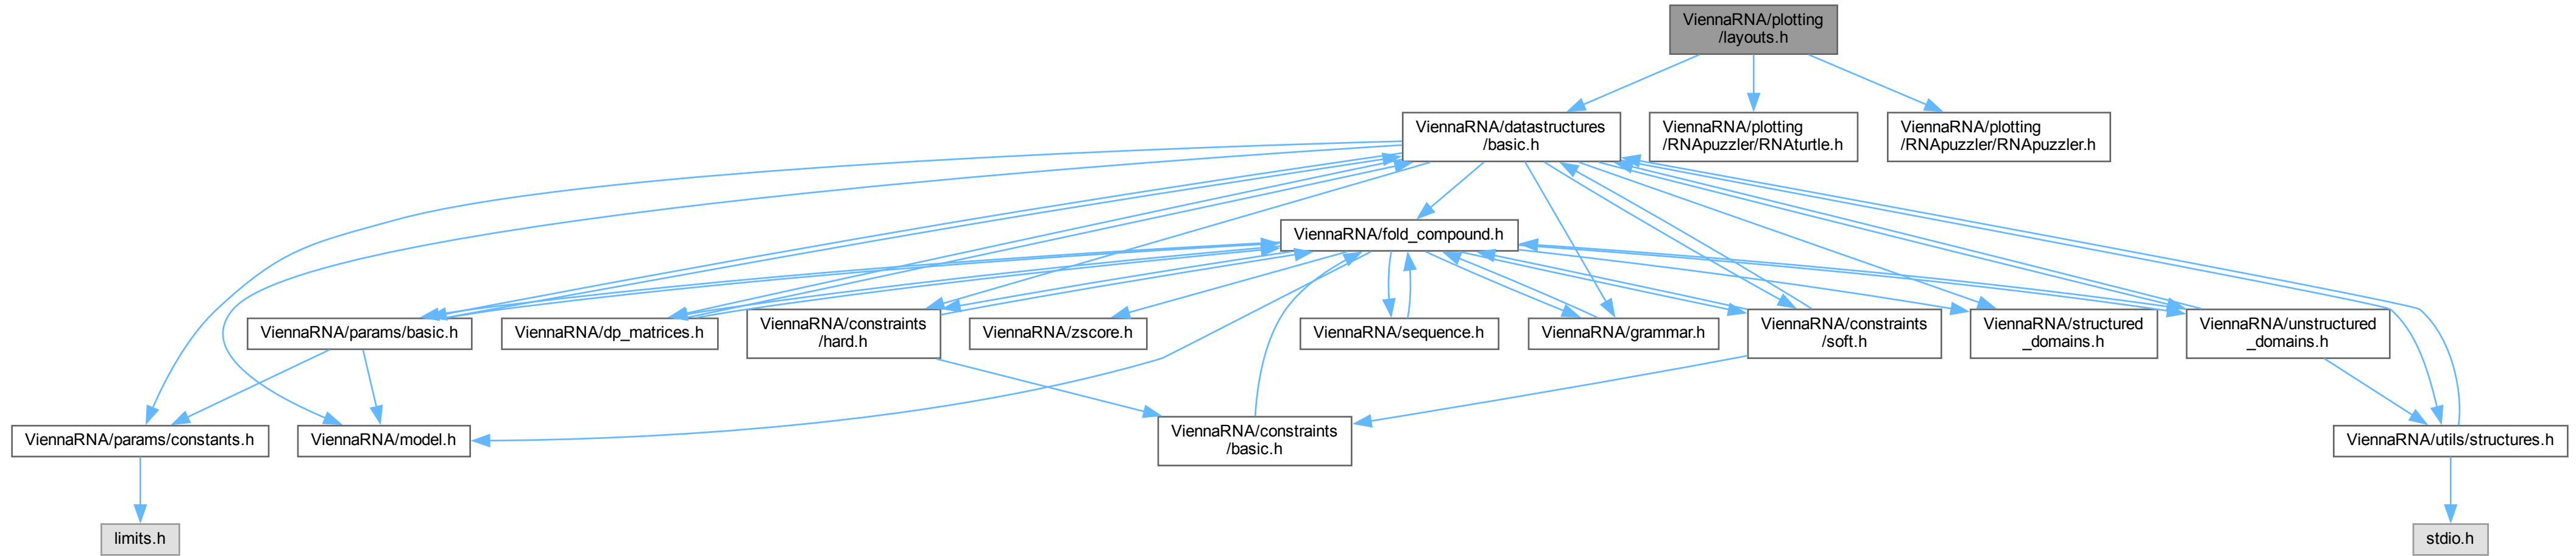 ViennaRNA/plotting
/layouts.h
ViennaRNA/datastructures
/basic.h
ViennaRNA/plotting
/RNApuzzler/RNAturtle.h
ViennaRNA/plotting
/RNApuzzler/RNApuzzler.h
ViennaRNA/fold_compound.h
ViennaRNA/params/basic.h
ViennaRNA/dp_matrices.h
ViennaRNA/constraints
/hard.h
ViennaRNA/zscore.h
ViennaRNA/sequence.h
ViennaRNA/grammar.h
ViennaRNA/constraints
/soft.h
ViennaRNA/structured
_domains.h
ViennaRNA/unstructured
_domains.h
ViennaRNA/params/constants.h
ViennaRNA/model.h
ViennaRNA/constraints
/basic.h
ViennaRNA/utils/structures.h
limits.h
stdio.h